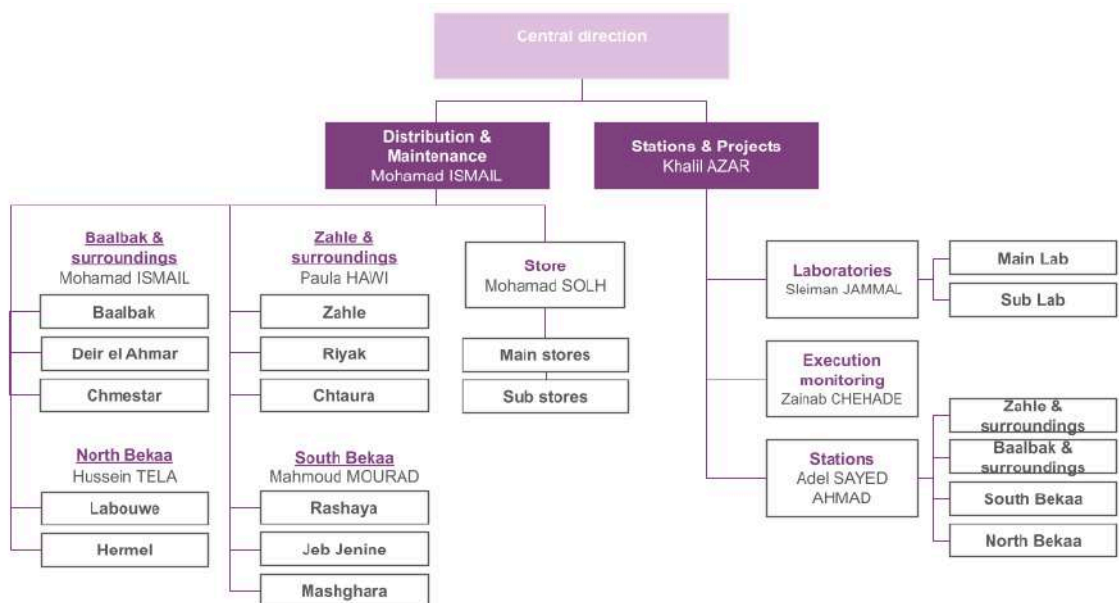 Central direction
Distribution &
Maintenance
Mohamad ISMAIL
Stations & Projects
Khalil AZAR
Baalbak &
surroundings
Mohamad ISMAIL
Baalbak
Deir el Ahmar
Chmestar
North Bekaa
Hussein TELA
Labouwe
Hermel
Zahle &
surroundings
Paula HAWI
Zahle
Riyak
Chtaura
South Bekaa
Mahmoud MOURAD
Rashaya
Jeb Jenine
Mashghara
Store
Mohamad SOLH
Main stores
Sub stores
Laboratories
Sleiman JAMMAL
Main Lab
Sub Lab
Execution
monitoring
Zainab CHEHADE
Stations
Adel SAYED
AHMAD
Zahle &
surroundings
Baalbak &
surroundings
South Bekaa
North Bekaa